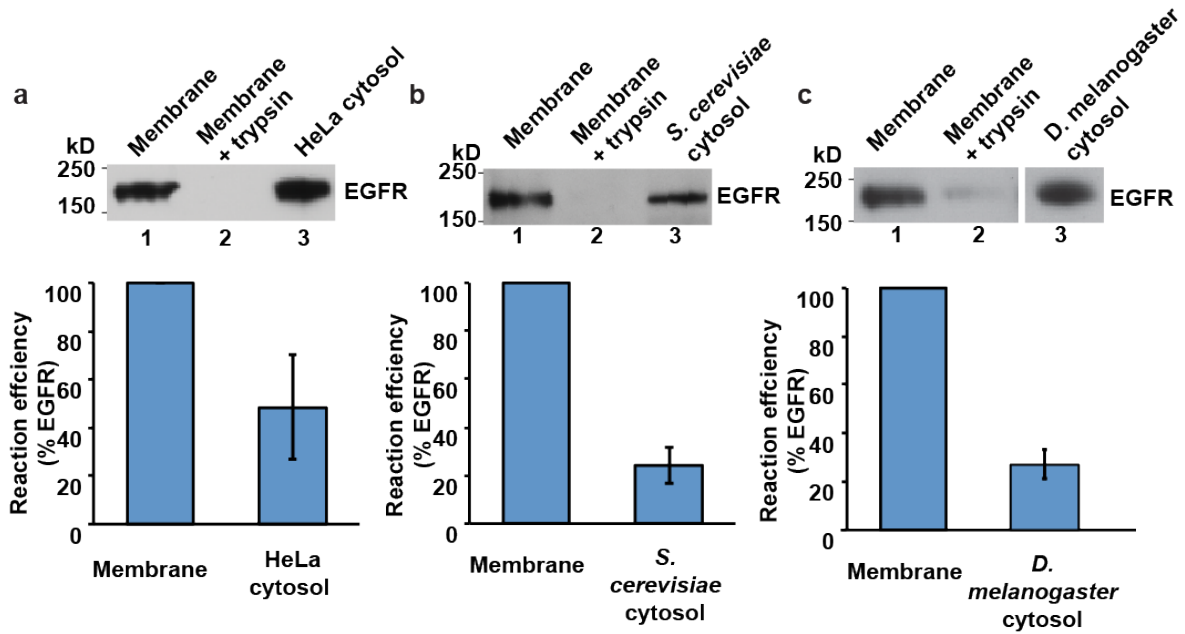 a
Membrane
Membrane
+ trypsin
HeLa cytosol
kD
250
150
EGFR
1 2 3
Reaction effciency
(% EGFR)
100
80
60
40
20
0
Membrane
HeLa
cytosol
b
Membrane
Membrane
+ trypsin
S. cerevisiae
cytosol
kD
250
150
EGFR
1 2 3
Reaction effciency
(% EGFR)
100
80
60
40
20
0
Membrane
S.
cerevisiae
cytosol
c
Membrane
Membrane
+ trypsin
D. melanogaster
cytosol
kD
250
150
EGFR
1 2 3
Reaction effciency
(% EGFR)
100
80
60
40
20
0
Membrane
D.
melanogaster
cytosol